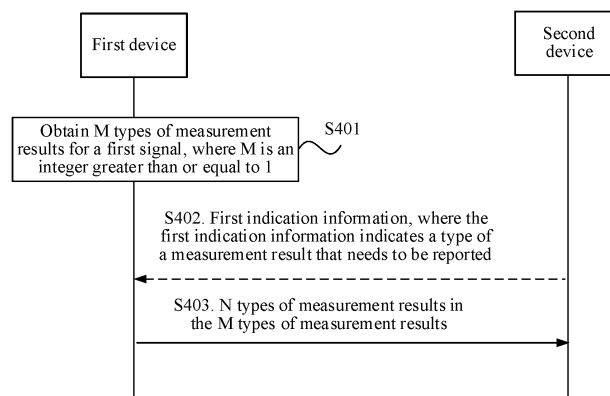 First device
Second
device
Obtain M types of measurement
results for a first signal, where M is an
integer greater than or equal to 1
S401
S402. First indication information, where the
first indication information indicates a type of
a measurement result that needs to be reported
S403. N types of measurement results in
the M types of measurement results